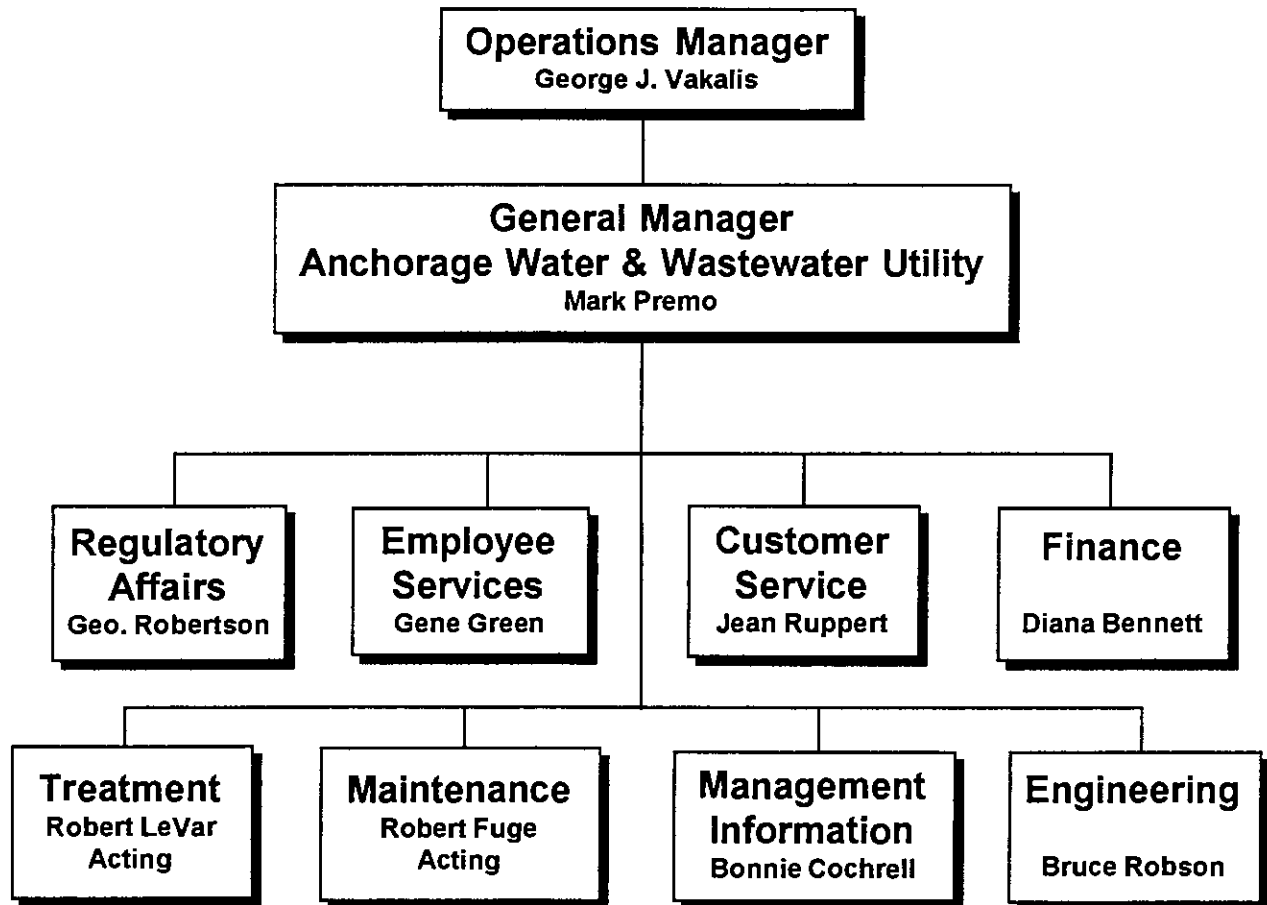 Operations Manager
George J. Vakalis
General Manager
Anchorage Water & Wastewater Utility
Mark Premo
Regulatory
Affairs
Geo. Robertson
Employee
Services
Gene Green
Customer
Service
Jean Ruppert
Finance
Diana Bennett
Treatment
Robert LeVar
Acting
Maintenance
Robert Fuge
Acting
Management
Information
Bonnie Cochrell
Engineering
Bruce Robson